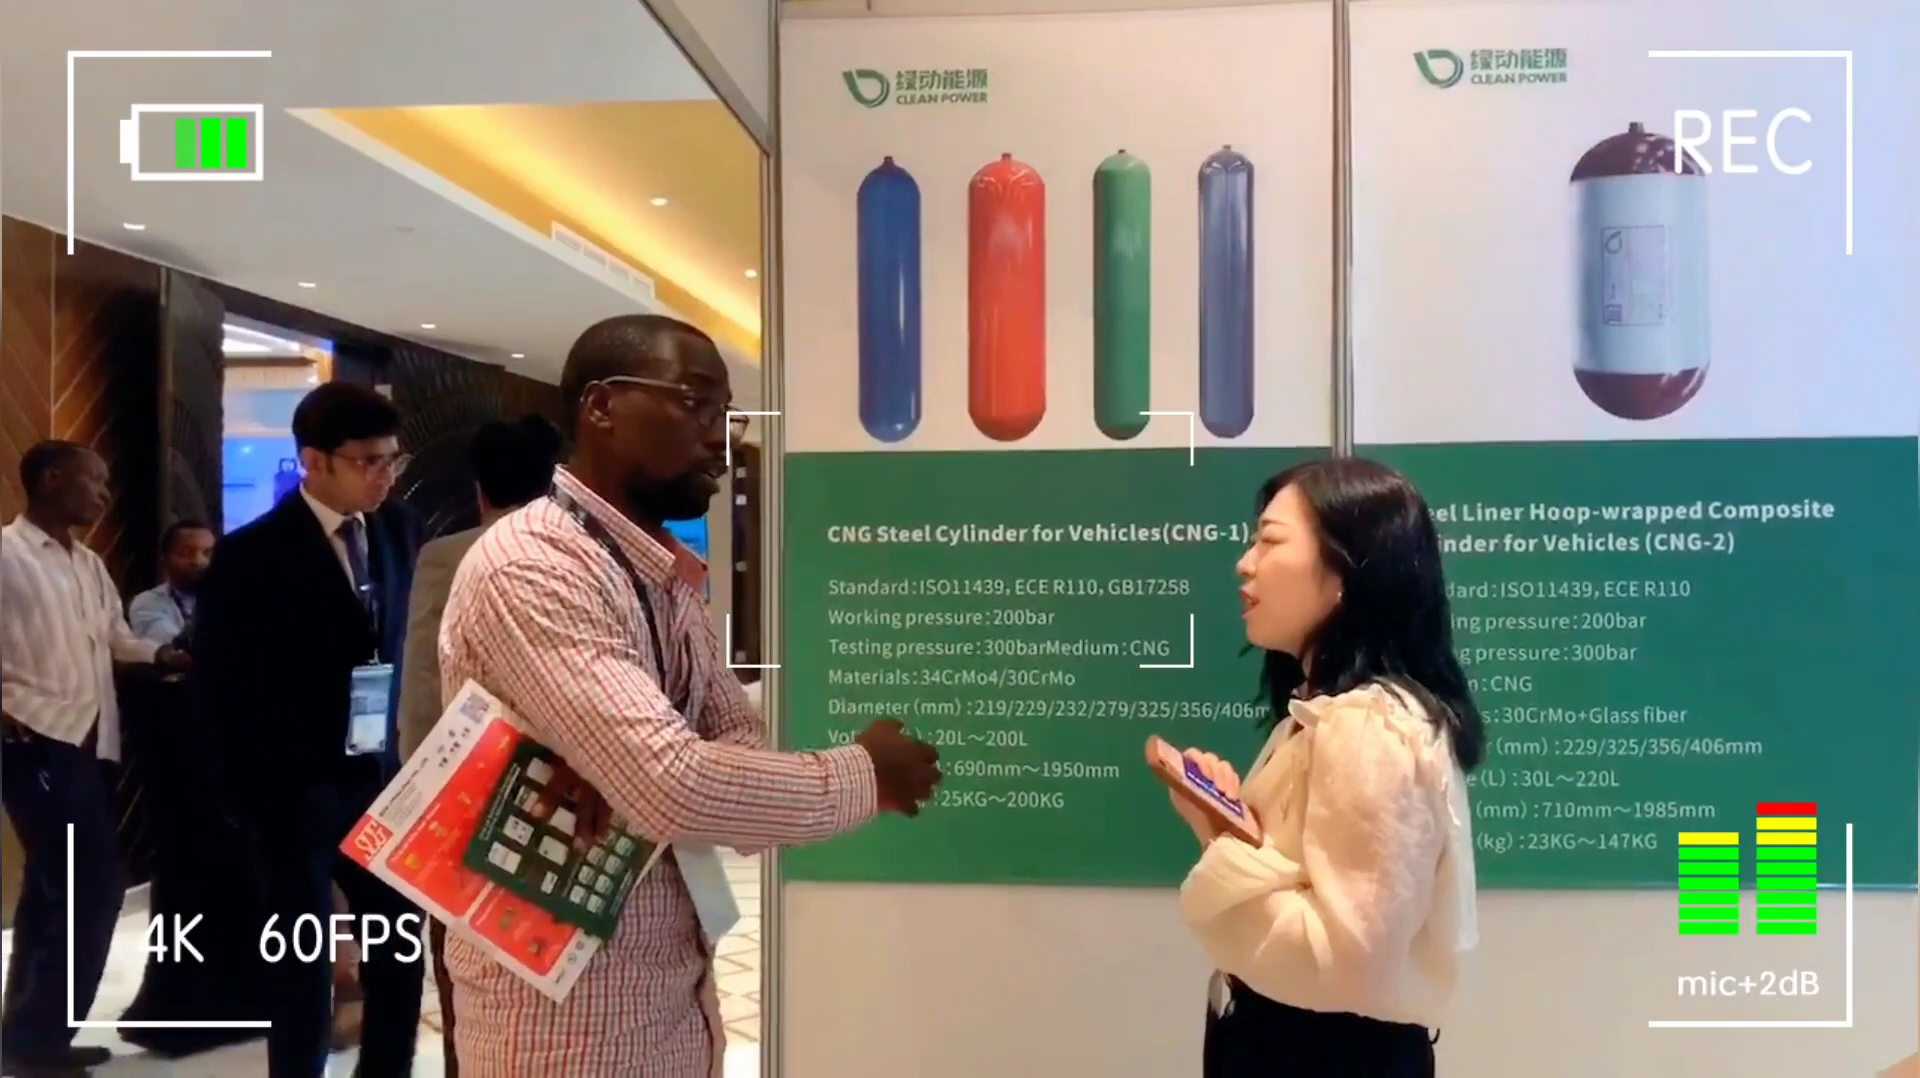 绿动能源
CLEAN POWER
绿动能源
CLEAN POWER
REC
CNG Steel Cylinder for Vehicles(CNG-1)
Standard:ISO11439, ECE R110, GB17258
Working pressure:200bar
Testing pressure:300barMedium:CNG
Materials:34CrMo4/30CrMo
Diameter(mm):219/229/232/279/325/356/406m
:20L～200L
:690mm～1950mm
:25KG～200KG
Liner Hoop-wrapped Composite
for Vehicles (CNG-2)
:ISO11439, ECE R110
pressure:200bar
pressure:300bar
:CNG
:30CrMo+Glass fiber
(mm):229/325/356/406mm
(L):30L～220L
(mm):710mm～1985mm
(kg):23KG～147KG
4K 60FPS
mic+2dB